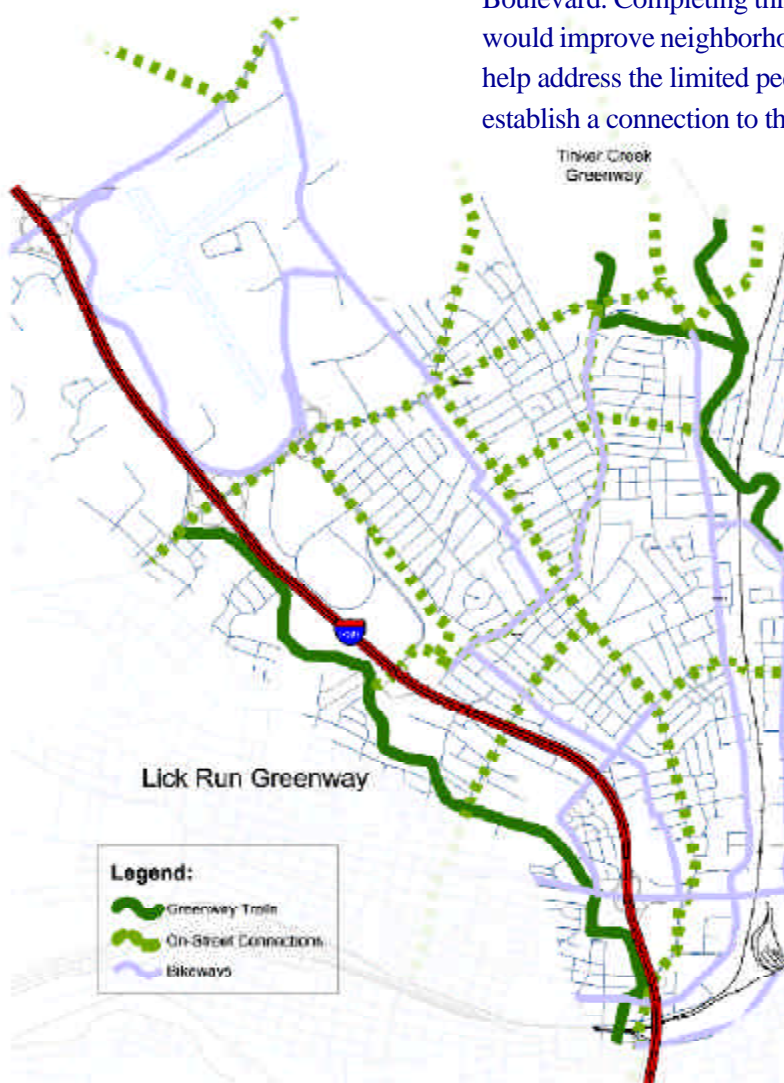 Boulevard. Completing thi
would improve neighborho
help address the limited pe
establish a connection to th
Tinker Creek
Greenway
Lick Run Greenway
Legend:
Greenway Trails
On-Street Connections
Bikeways